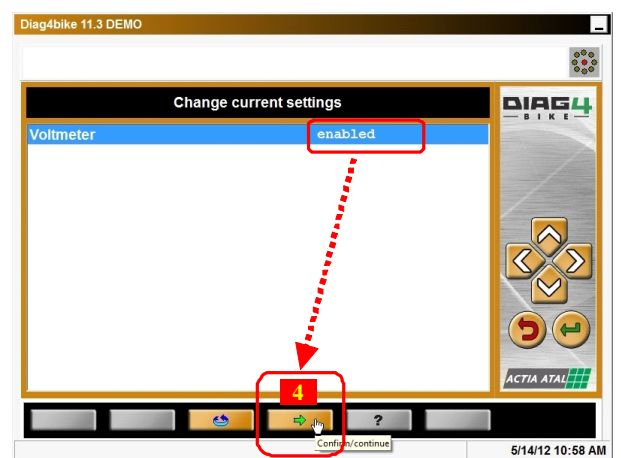 Diag4bike 11.3 DEMO
Change current settings
DIAG4
BIKE
Voltmeter enabled
ACTIA ATAL
4
?
Confirm/continue
5/14/12 10:58 AM